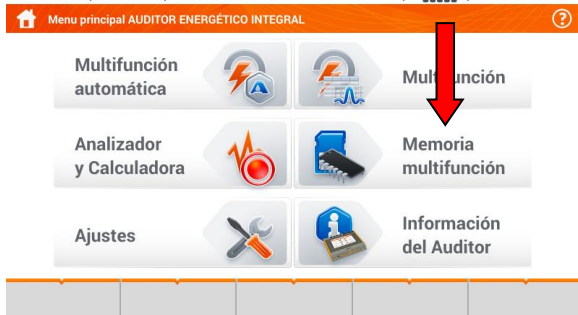 Menu principal AUDITOR ENERGÉTICO INTEGRAL
?
Multifunción
automática
A
Multifunción
Analizador
y Calculadora
Memoria
multifunción
Ajustes
Información
del Auditor